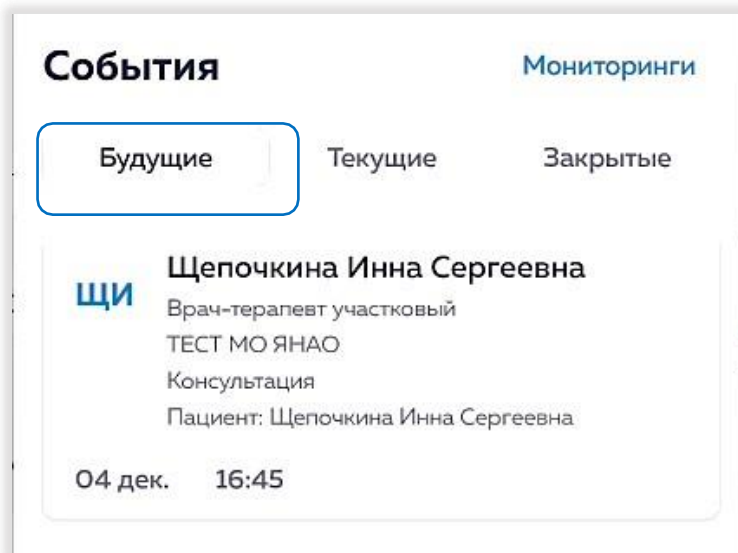 События
Мониторинги
Будущие
Текущие
Закрытые
ЩИ
Щепочкина Инна Сергеевна
Врач-терапевт участковый
ТЕСТ МО ЯНАО
Консультация
Пациент: Щепочкина Инна Сергеевна
04 дек. 16:45